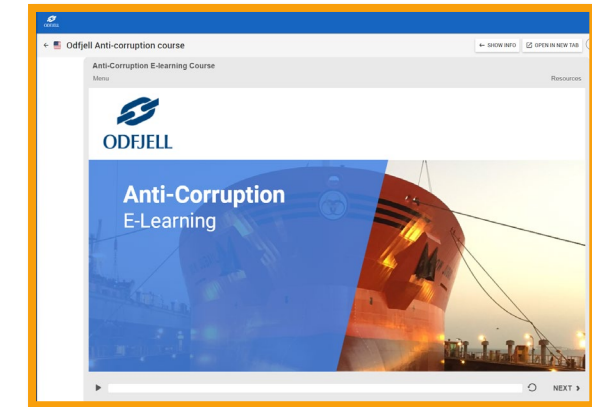 ODFJELL
Odfjell Anti-corruption course
SHOW INFO
OPEN IN NEW TAB
Anti-Corruption E-learning Course
Menu
Resources
ODFJELL
Anti-Corruption
E-Learning
NEXT